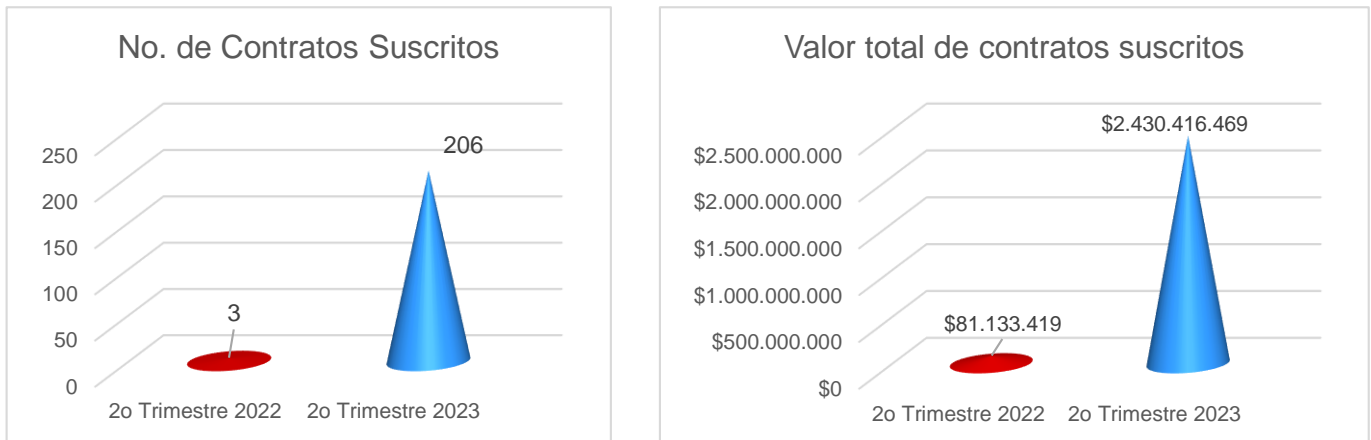 No. de Contratos Suscritos
250
200
150
100
50
0
3
206
2o Trimestre 2022
2o Trimestre 2023
Valor total de contratos suscritos
$2.500.000.000
$2.000.000.000
$1.500.000.000
$1.000.000.000
$500.000.000
$0
$81.133.419
$2.430.416.469
2o Trimestre 2022
2o Trimestre 2023